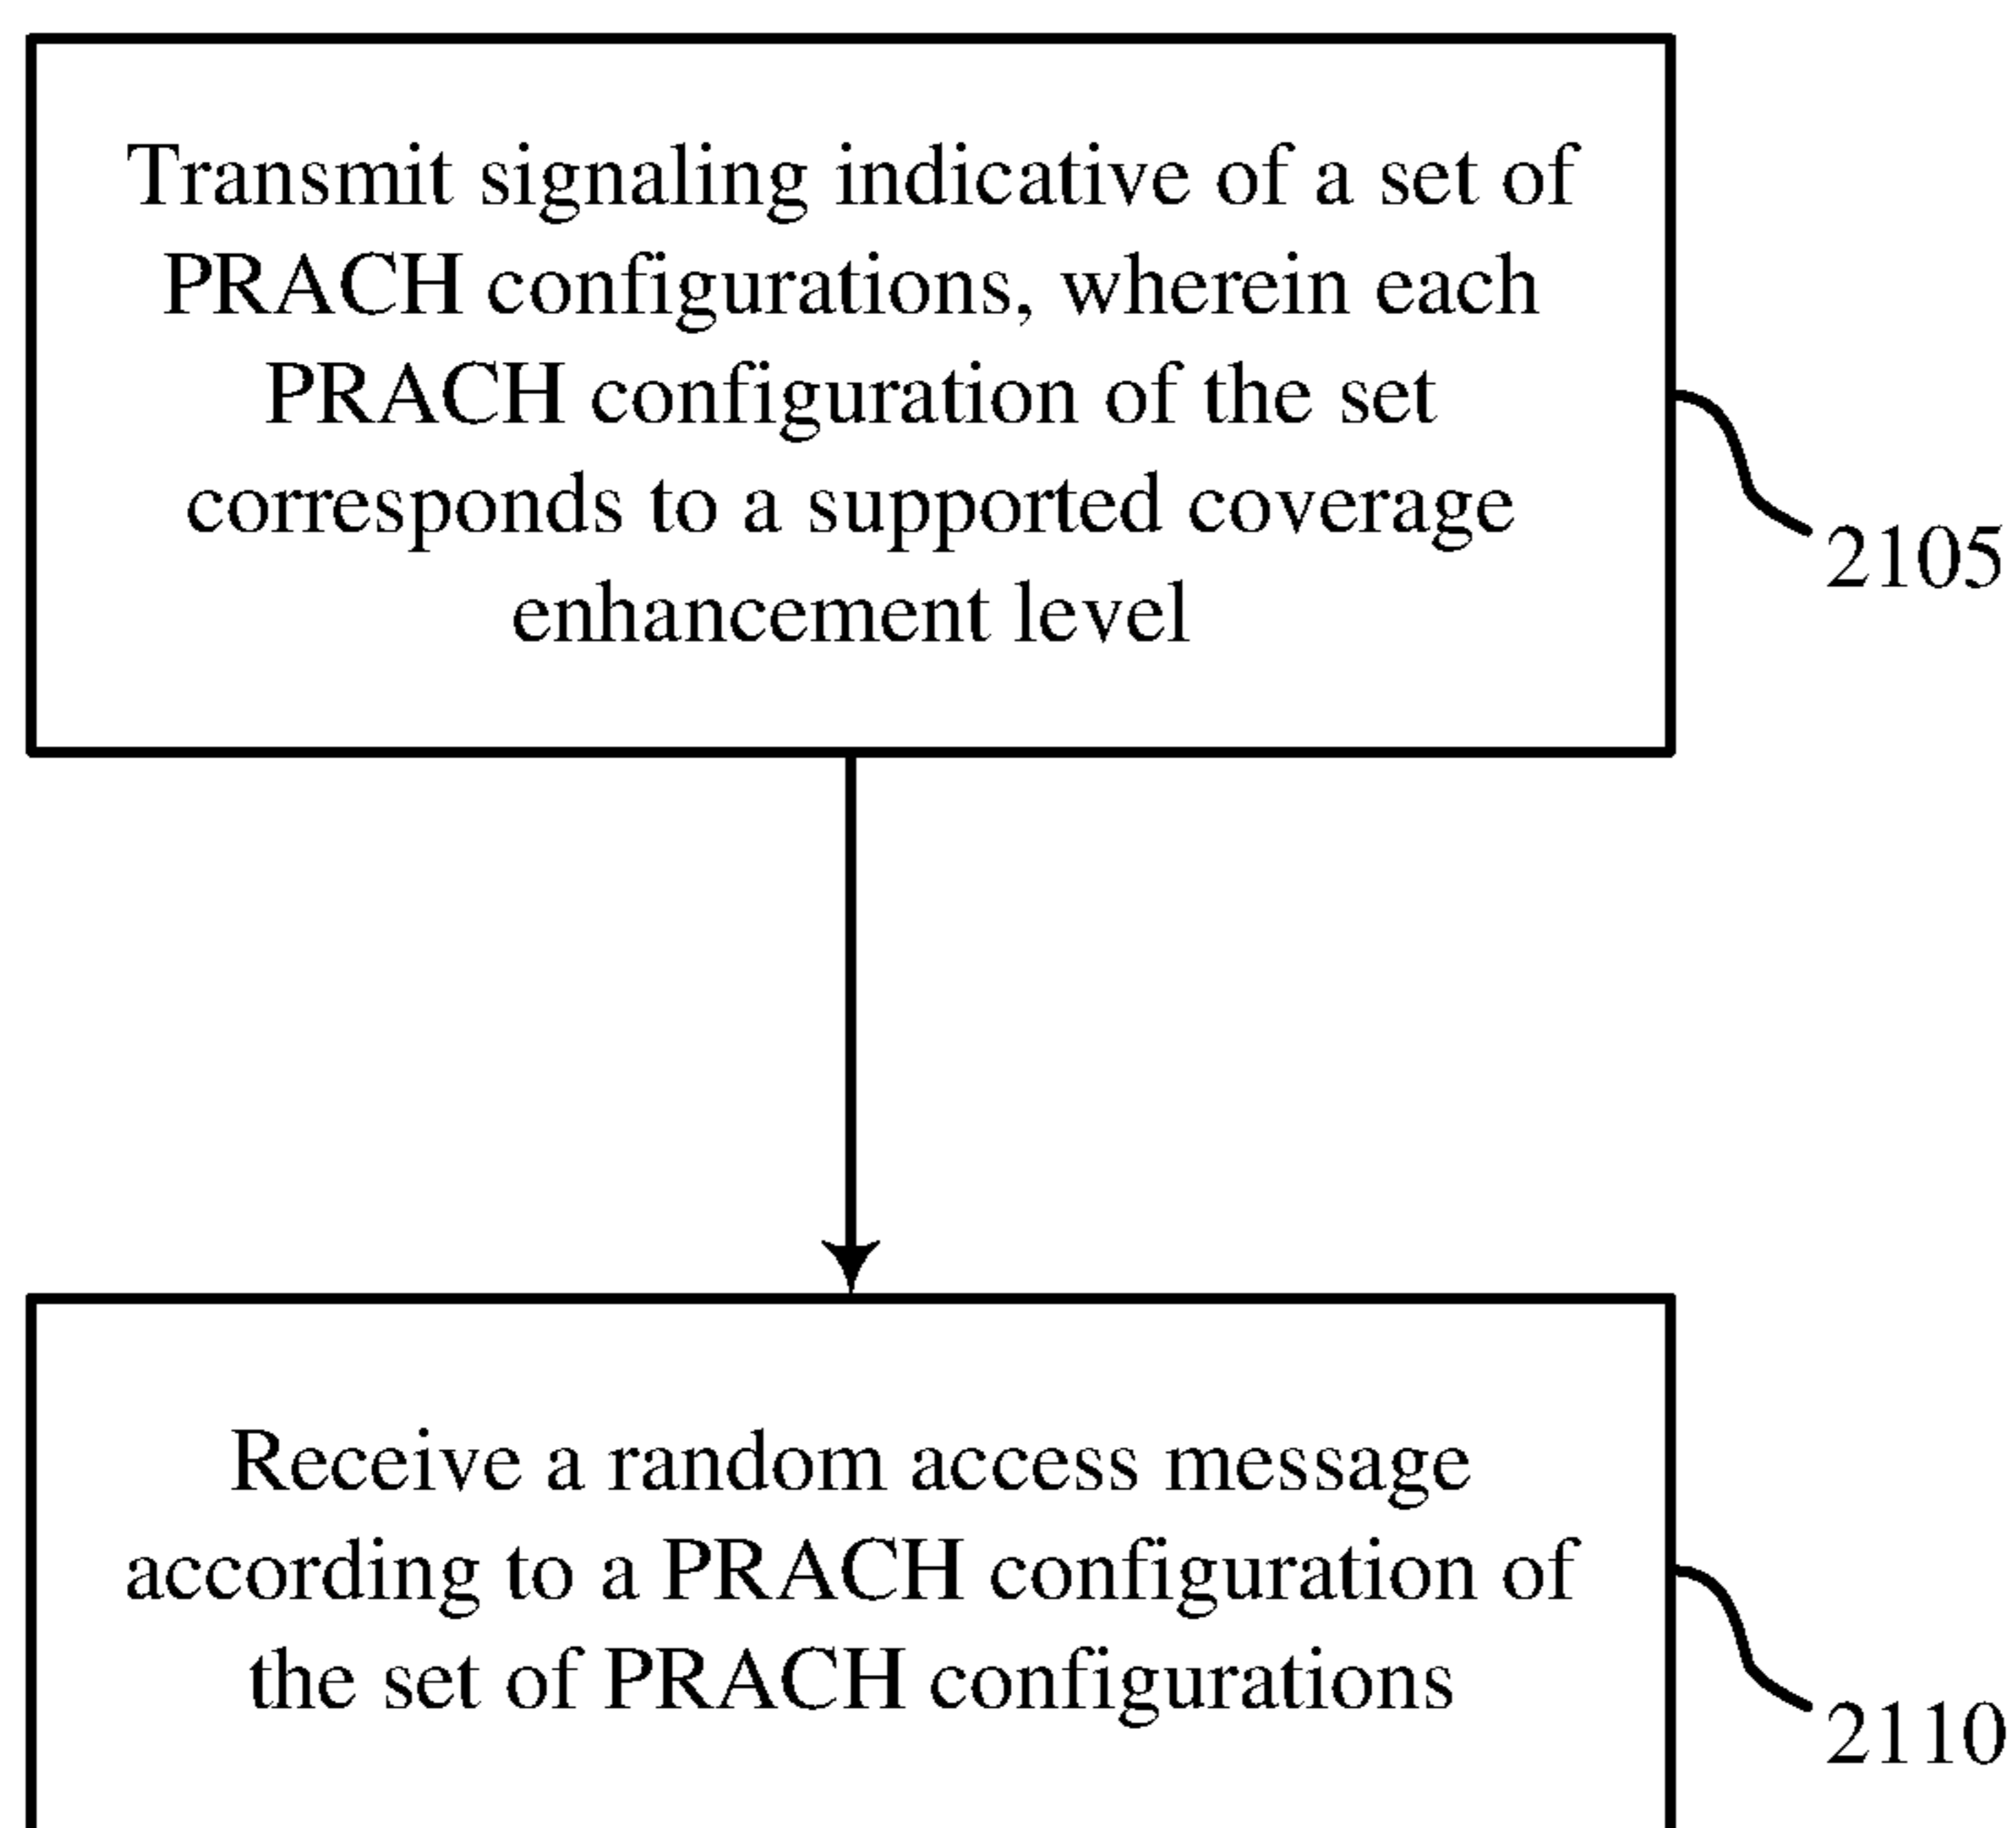 Transmit signaling indicative of a set of
PRACH configurations, wherein each
PRACH configuration of the set
corresponds to a supported coverage
enhancement level
2105
Receive a random access message
according to a PRACH configuration of
the set of PRACH configurations
2110